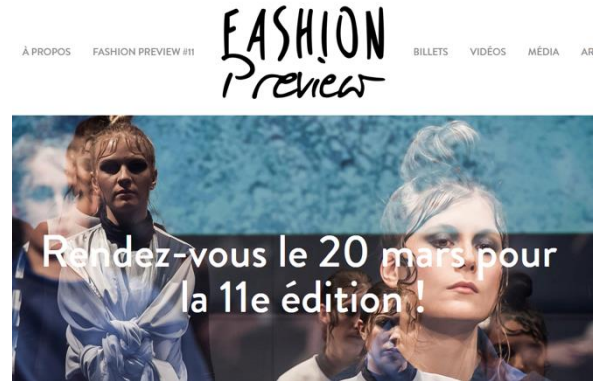 À PROPOS FASHION PREVIEW #11 FASHION BILLETS VIDÉOS MÉDIA
Preview
Rendez-vous le 20 mars pour
la 11e édition !